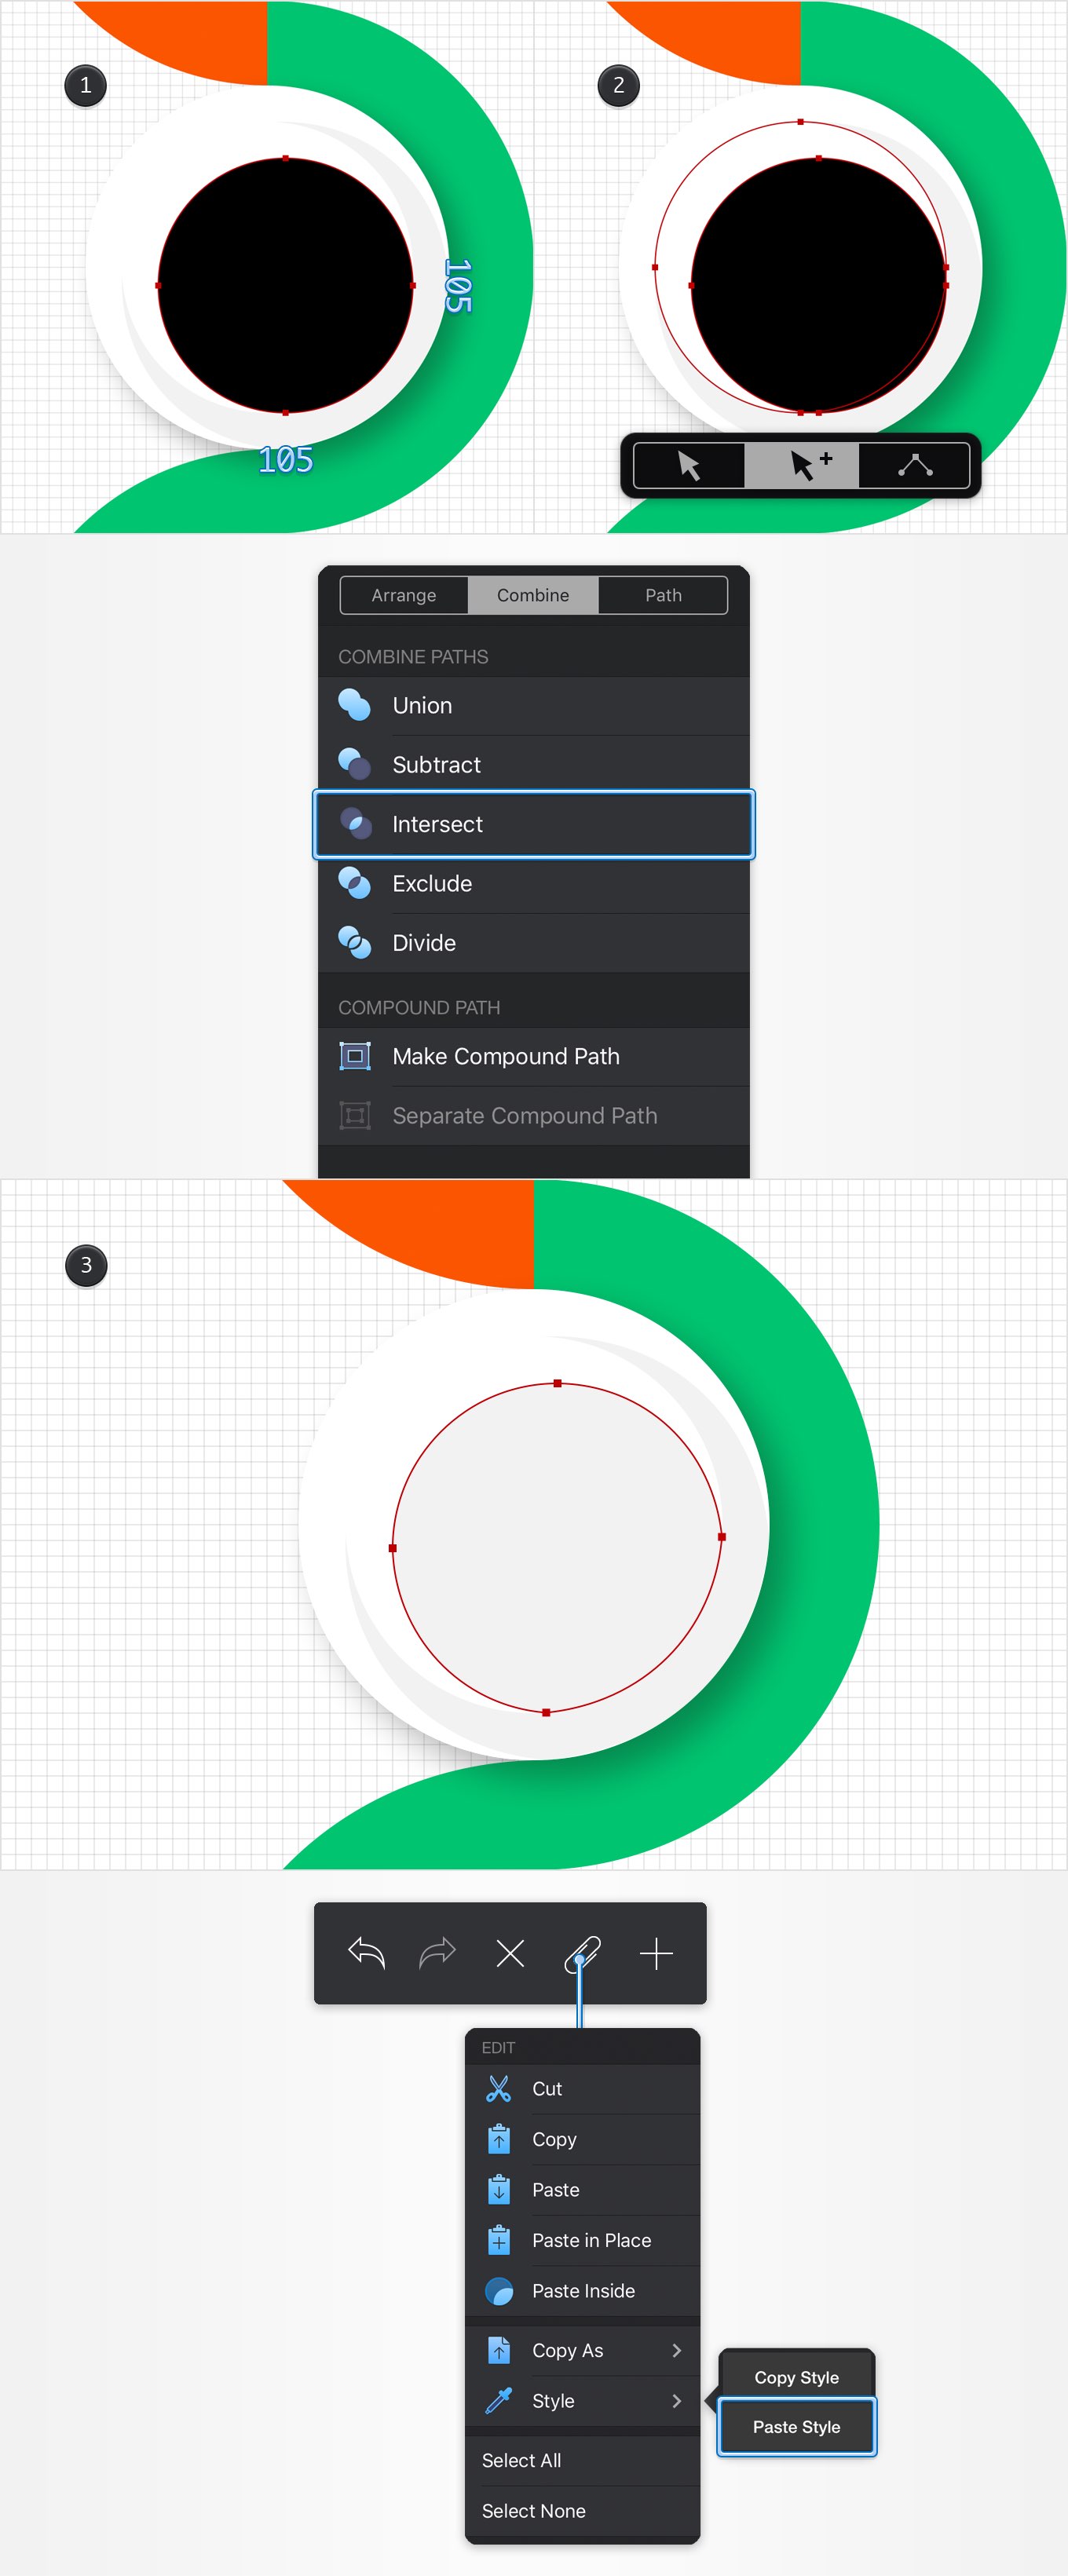 1
2
105
105
Arrange Combine Path
COMBINE PATHS
Union
Subtract
Intersect
Exclude
Divide
COMPOUND PATH
Make Compound Path
Separate Compound Path
3
EDIT
Cut
Copy
Paste
Paste in Place
Paste Inside
Copy As
Copy Style
Style
Paste Style
Select All
Select None